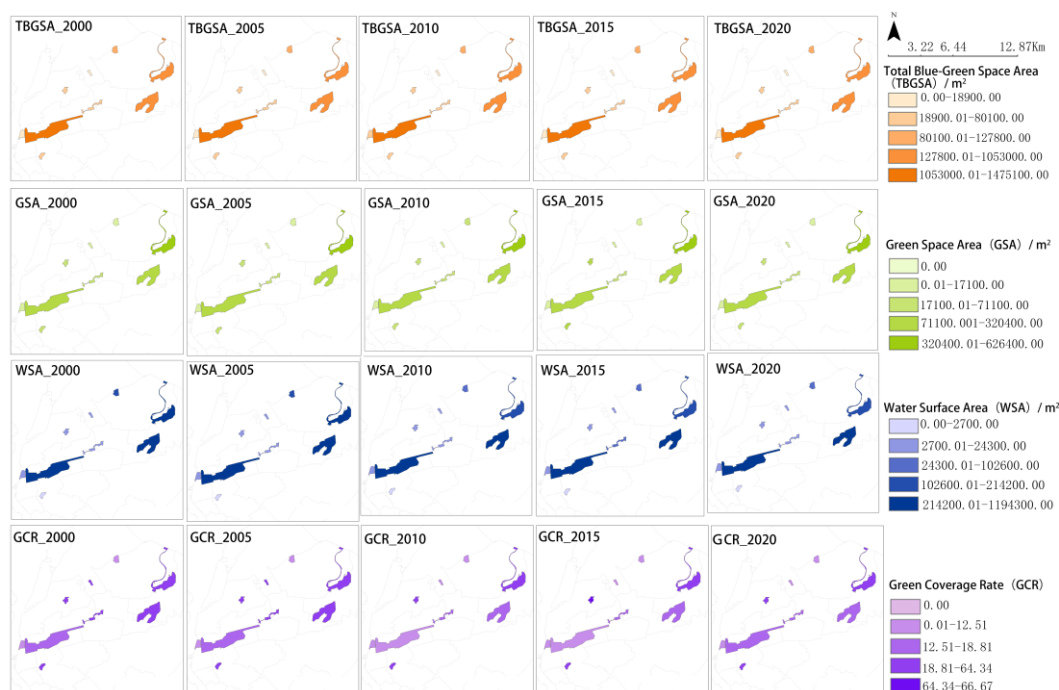 TBGSA_2000
TBGSA_2005
TBGSA_2010
TBGSA_2015
TBGSA_2020
N
3.22 6.44 12.87Km
Total Blue-Green Space Area
（TBGSA）/ m²
0.00-18900.00
18900.01-80100.00
80100.01-127800.00
127800.01-1053000.00
1053000.01-1475100.00
GSA_2000
GSA_2005
GSA_2010
GSA_2015
GSA_2020
Green Space Area（GSA）/ m²
0.00
0.01-17100.00
17100.01-71100.00
71100.001-320400.00
320400.01-626400.00
WSA_2000
WSA_2005
WSA_2010
WSA_2015
WSA_2020
Water Surface Area（WSA）/ m²
0.00-2700.00
2700.01-24300.00
24300.01-102600.00
102600.01-214200.00
214200.01-1194300.00
GCR_2000
GCR_2005
GCR_2010
GCR_2015
GCR_2020
Green Coverage Rate（GCR）
0.00
0.01-12.51
12.51-18.81
18.81-64.34
64.34-66.67